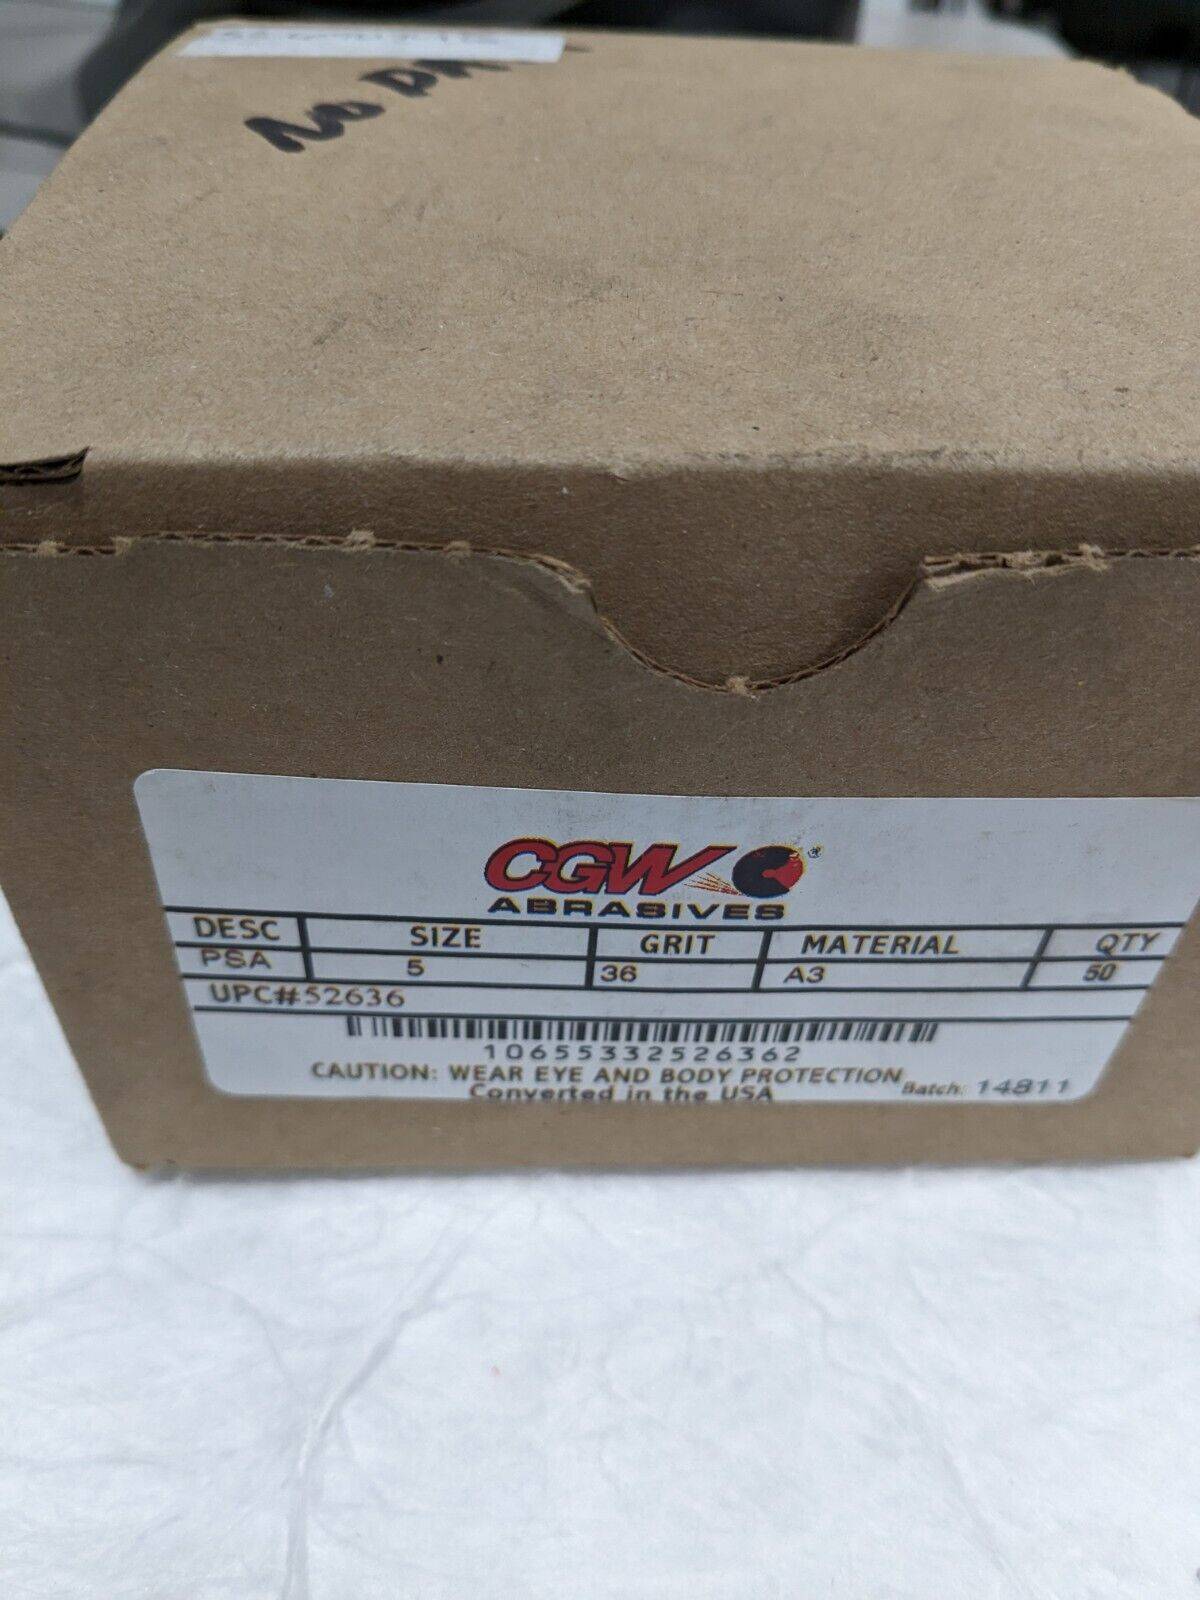 CGW ®
ABRASIVES
DESC SIZE GRIT MATERIAL QTY
PSA 5 36 A3 50
UPC#52636
10655332526362
CAUTION: WEAR EYE AND BODY PROTECTION
Converted in the USA Batch: 14811